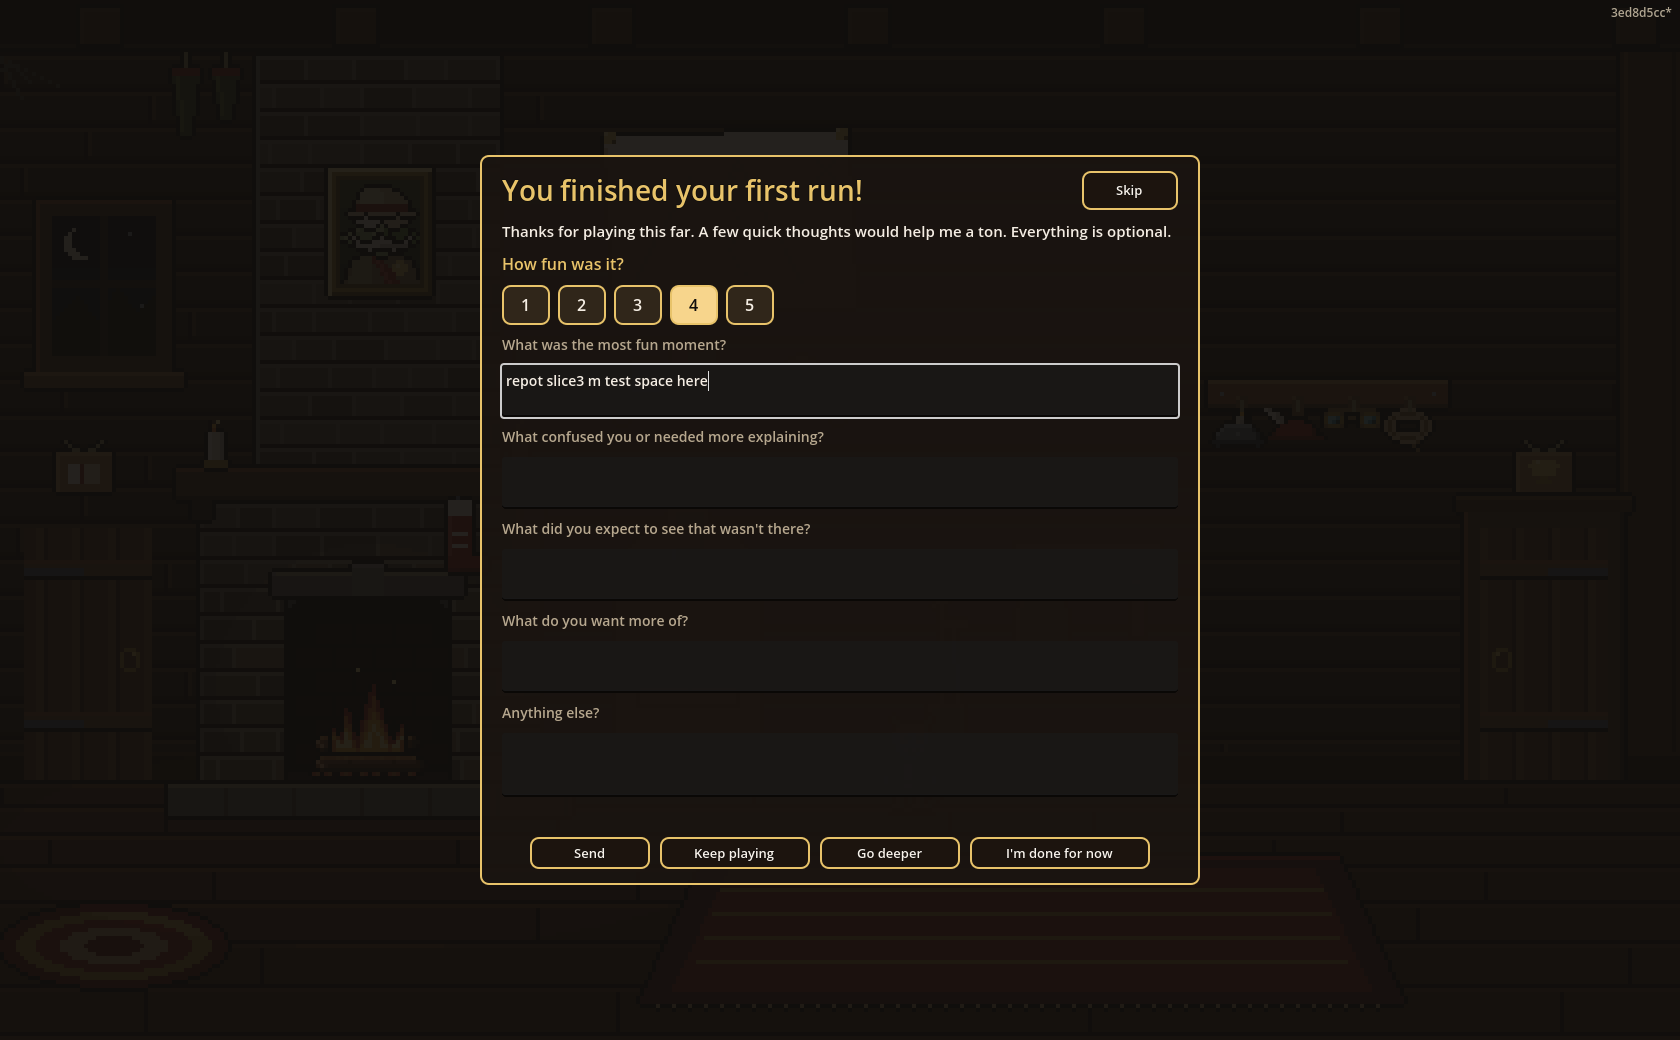 3ed8d5cc*
You finished your first run!
Skip
Thanks for playing this far. A few quick thoughts would help me a ton. Everything is optional.
How fun was it?
1 2 3 4 5
What was the most fun moment?
repot slice3 m test space here
What confused you or needed more explaining?
What did you expect to see that wasn't there?
What do you want more of?
Anything else?
Send Keep playing Go deeper I'm done for now